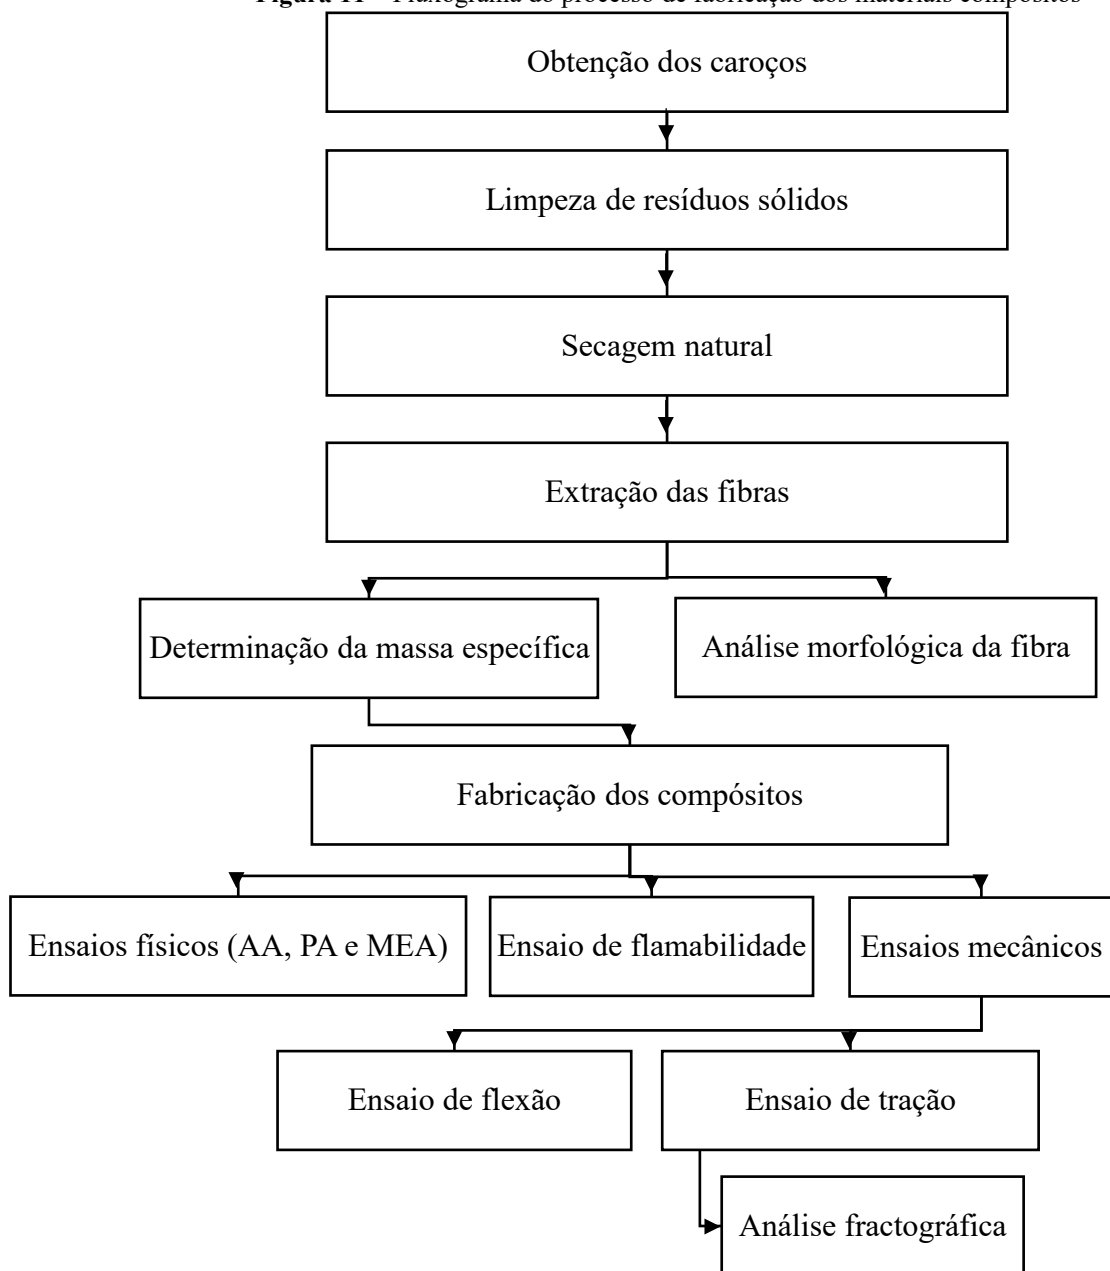 Figura 11 – Fluxograma do processo de fabricação dos materiais compósitos
Obtenção dos caroços
Limpeza de resíduos sólidos
Secagem natural
Extração das fibras
Determinação da massa específica
Análise morfológica da fibra
Fabricação dos compósitos
Ensaios físicos (AA, PA e MEA)
Ensaio de flamabilidade
Ensaios mecânicos
Ensaio de flexão
Ensaio de tração
Análise fractográfica